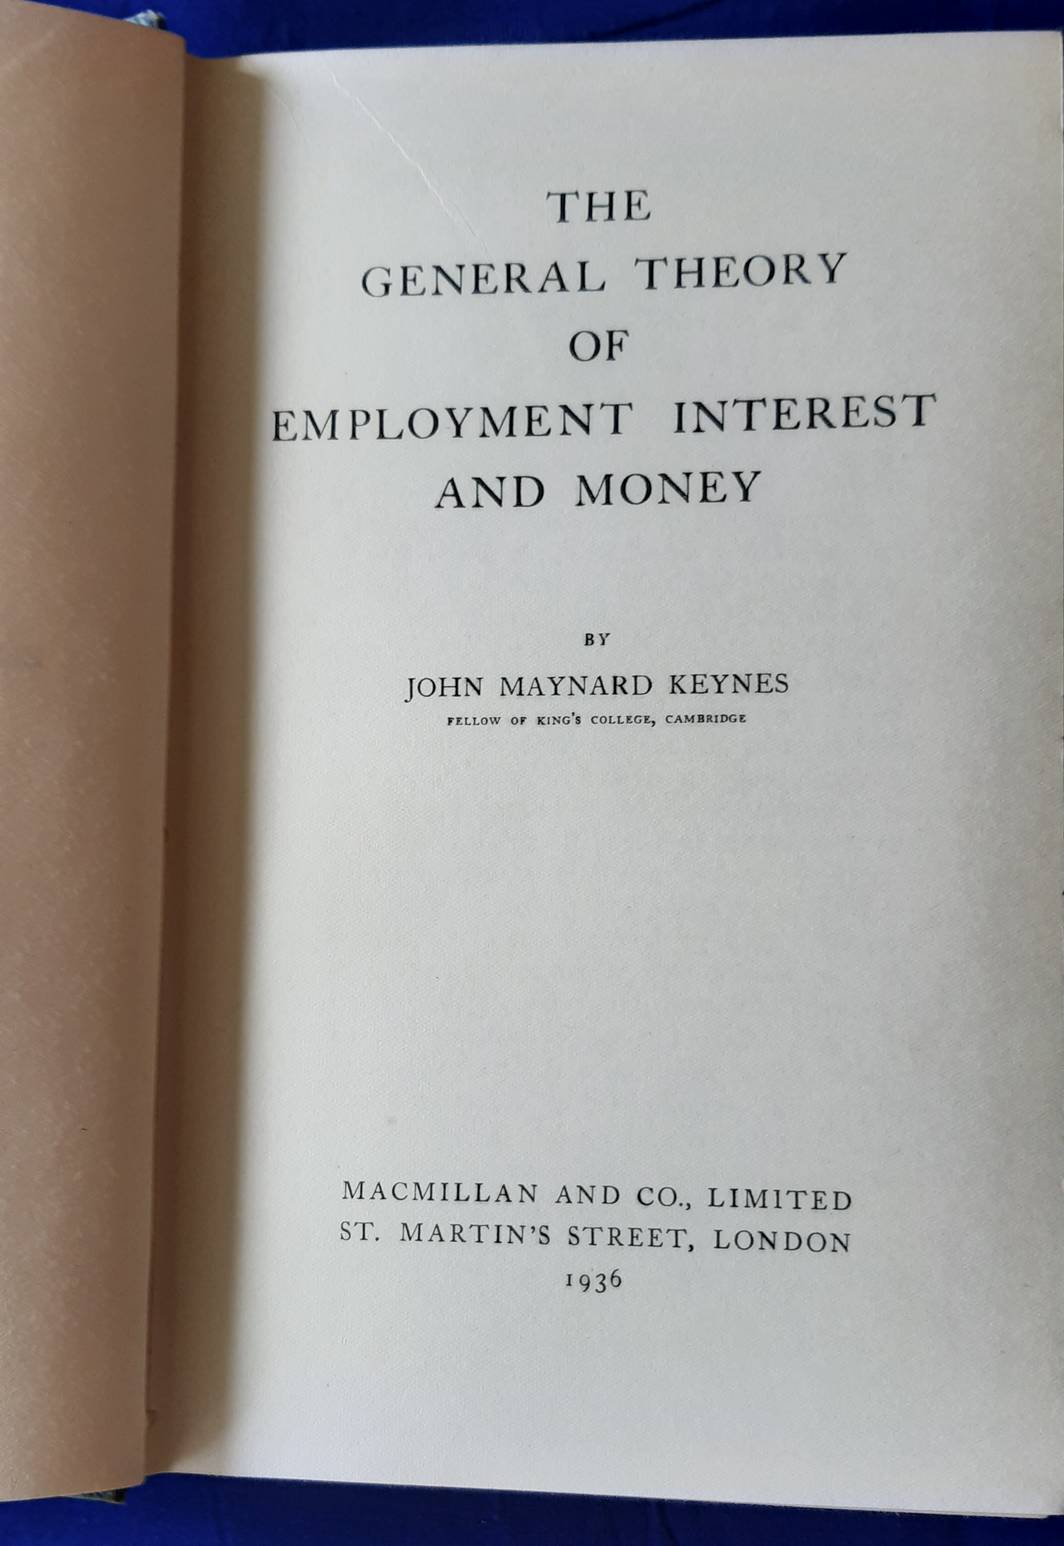 THE
GENERAL THEORY
OF
EMPLOYMENT INTEREST
AND MONEY
BY
JOHN MAYNARD KEYNES
FELLOW OF KING'S COLLEGE, CAMBRIDGE
MACMILLAN AND CO., LIMITED
ST. MARTIN'S STREET, LONDON
1936